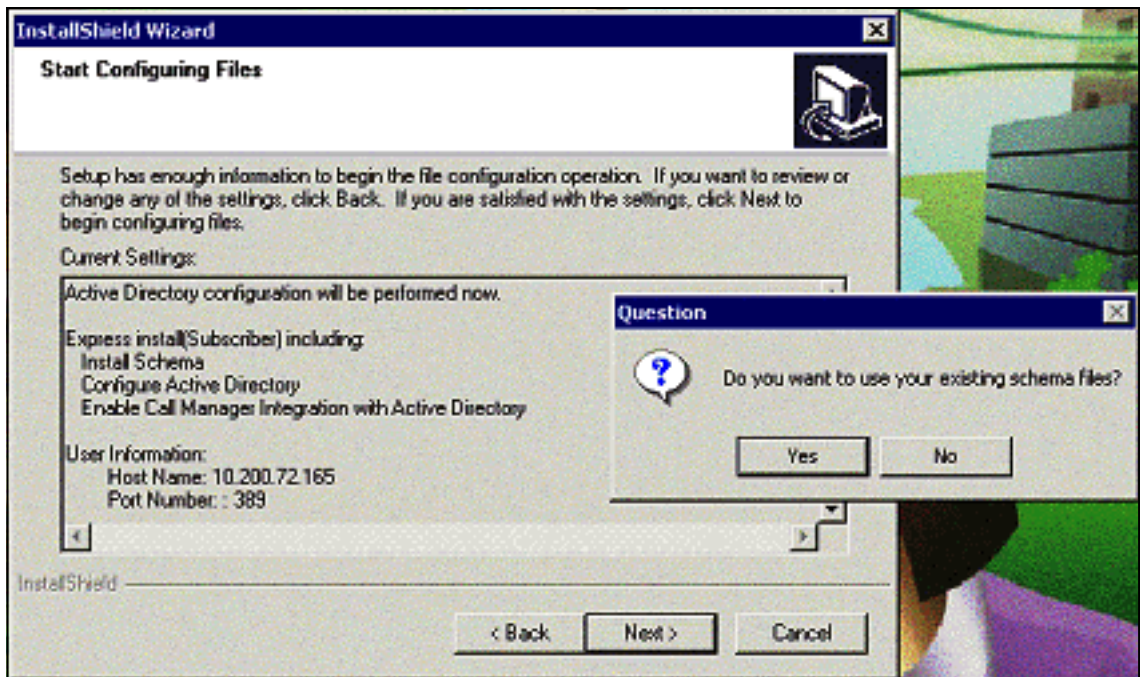 InstallShield Wizard
Start Configuring Files
Setup has enough information to begin the file configuration operation. If you want to review or
change any of the settings, click Back. If you are satisfied with the settings, click Next to
begin configuring files.
Current Settings:
Active Directory configuration will be performed now.
Express install(Subscriber) including:
Install Schema
Configure Active Directory
Enable Call Manager Integration with Active Directory
User Information:
Host Name: 10.200.72.165
Port Number: : 389
Question
Do you want to use your existing schema files?
Yes
No
InstallShield
< Back
Next >
Cancel